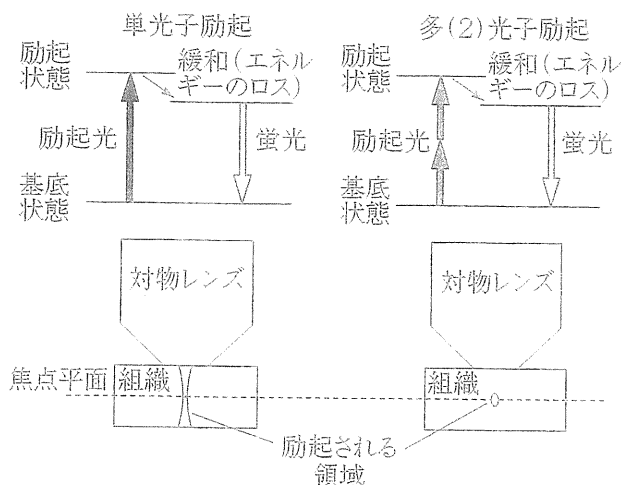 単光子励起
励起
状態
緩和(エネル
ギーのロス)
励起光
蛍光
基底
状態
対物レンズ
焦点平面
組織
多(2)光子励起
励起
状態
緩和(エネル
ギーのロス)
励起光
蛍光
基底
状態
対物レンズ
組織
励起される
領域